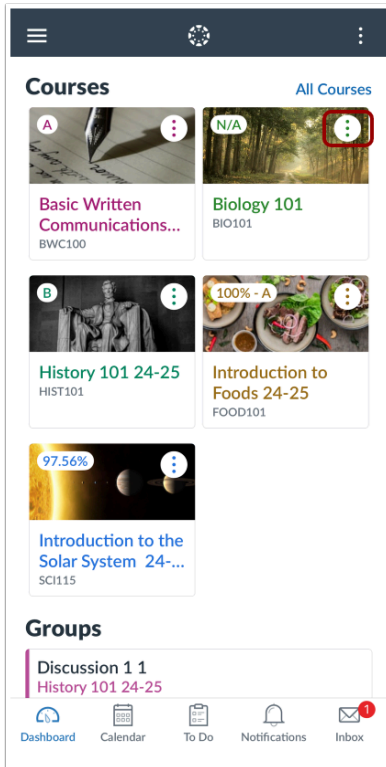 Courses
All Courses
A
N/A
Basic Written
Communications...
BWC100
Biology 101
BIO101
B
100% - A
History 101 24-25
HIST101
Introduction to
Foods 24-25
FOOD101
97.56%
Introduction to the
Solar System 24-...
SCI115
Groups
Discussion 1 1
History 101 24-25
1
Dashboard
Calendar
To Do
Notifications
Inbox